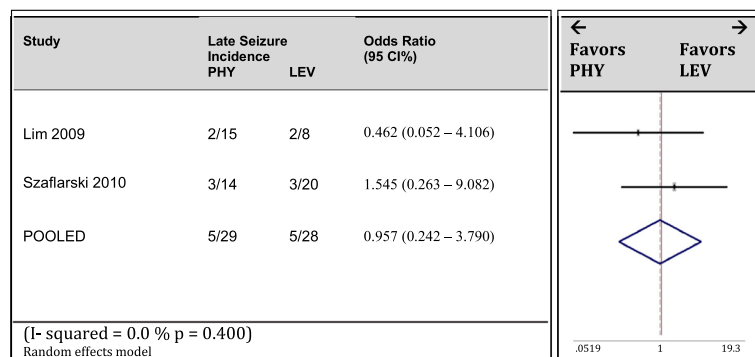 Study Late Seizure Odds Ratio
Incidence (95 CI%)
PHY LEV
Lim 2009 2/15 2/8 0.462 (0.052 – 4.106)
Szaflarski 2010 3/14 3/20 1.545 (0.263 – 9.082)
POOLED 5/29 5/28 0.957 (0.242 – 3.790)
(I- squared = 0.0 % p = 0.400)
Random effects model
← →
Favors Favors
PHY LEV
.0519 1 19.3